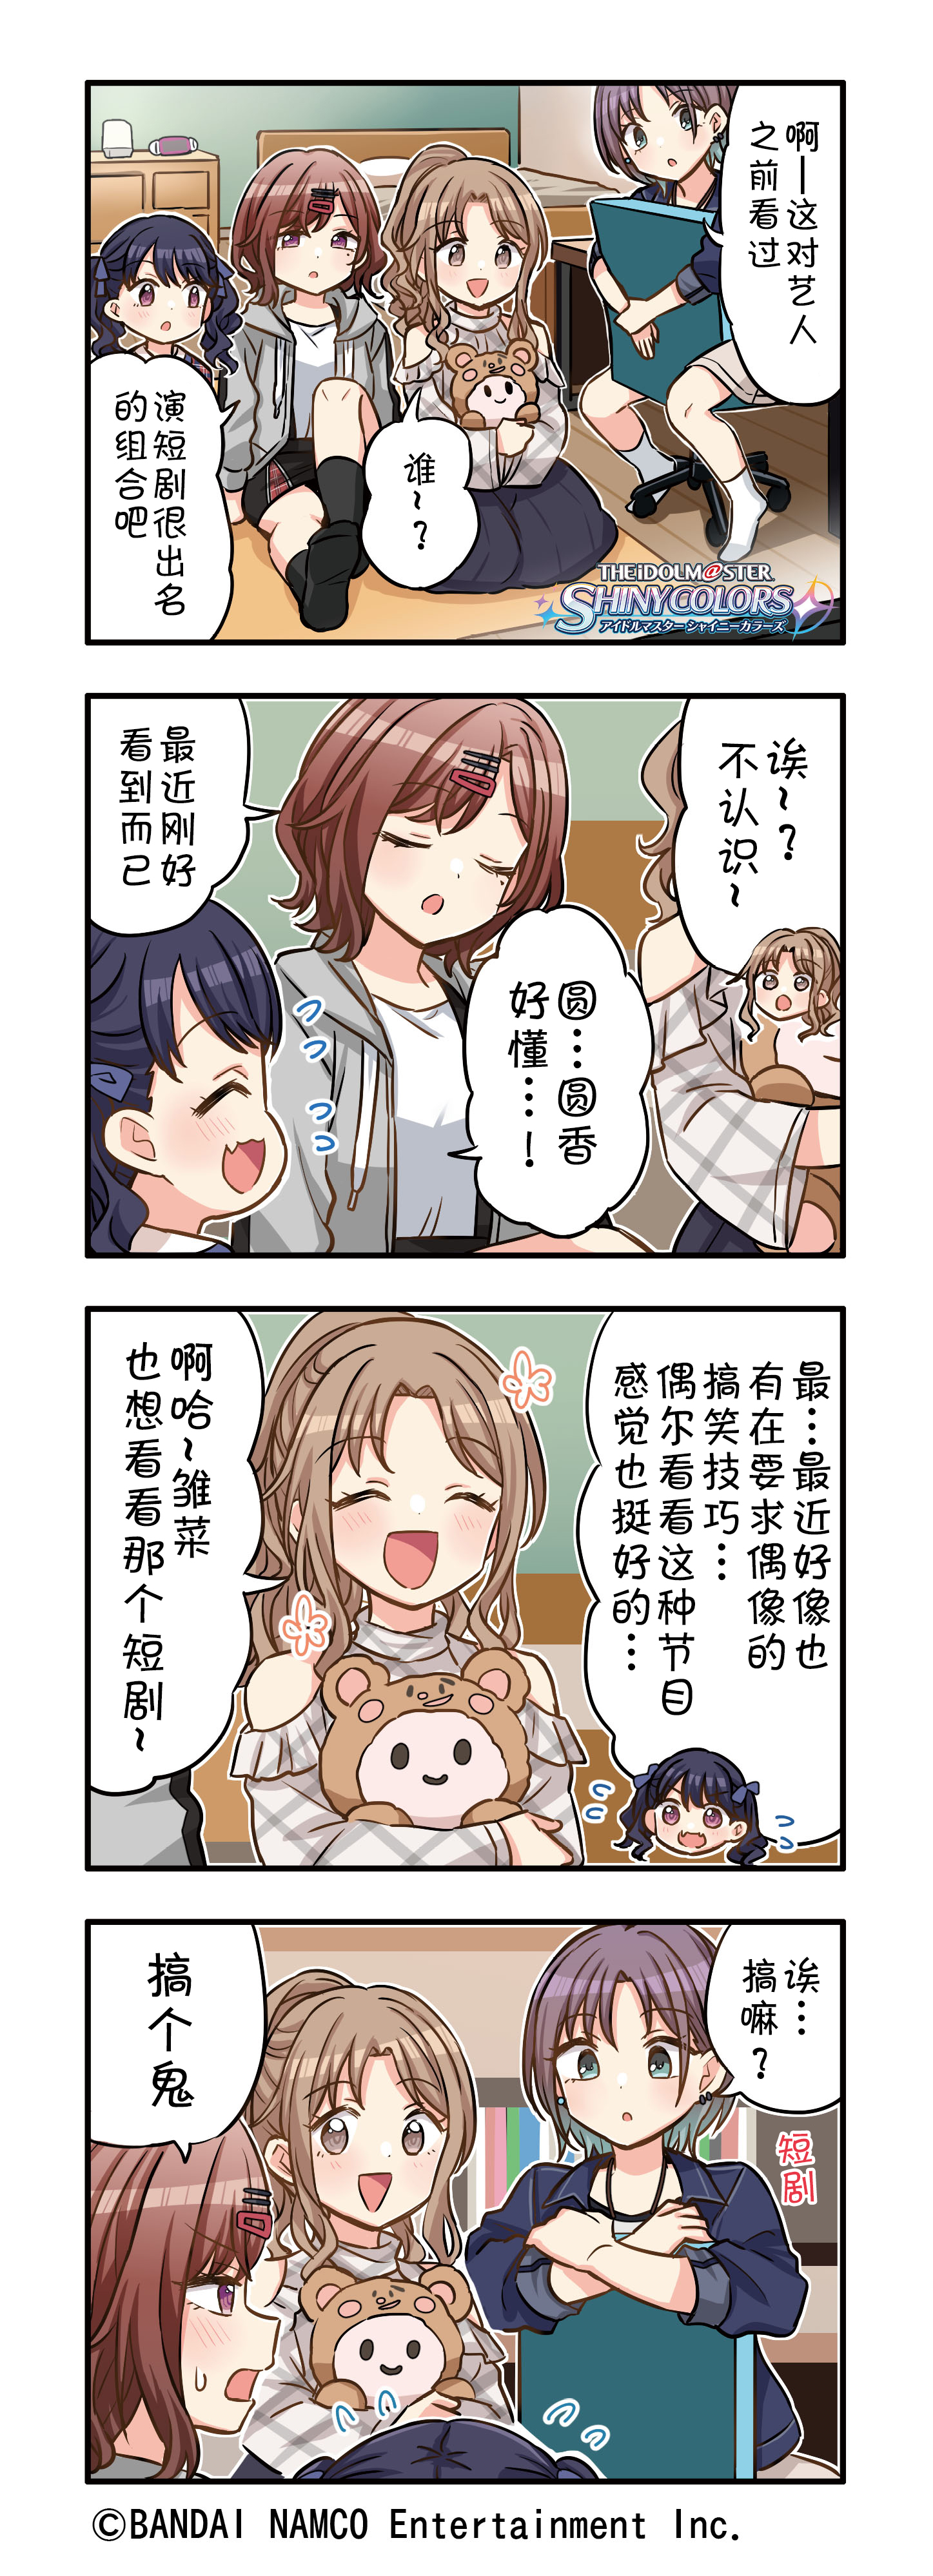 啊—这对艺人
之前看过
谁~?
演短剧很出名
的组合吧
THE iDOLM@STER
SHINYCOLORS
アイドルマスター シャイニーカラーズ
诶~?
不认识~
圆…圆香
好懂…!
最近刚好
看到而已
最…最近好像也
有在要求偶像的
搞笑技巧…
偶尔看看这种节目
感觉也挺好的…
啊哈~雏菜
也想看看那个短剧~
诶…
搞嘛?
短剧
搞个鬼
©BANDAI NAMCO Entertainment Inc.